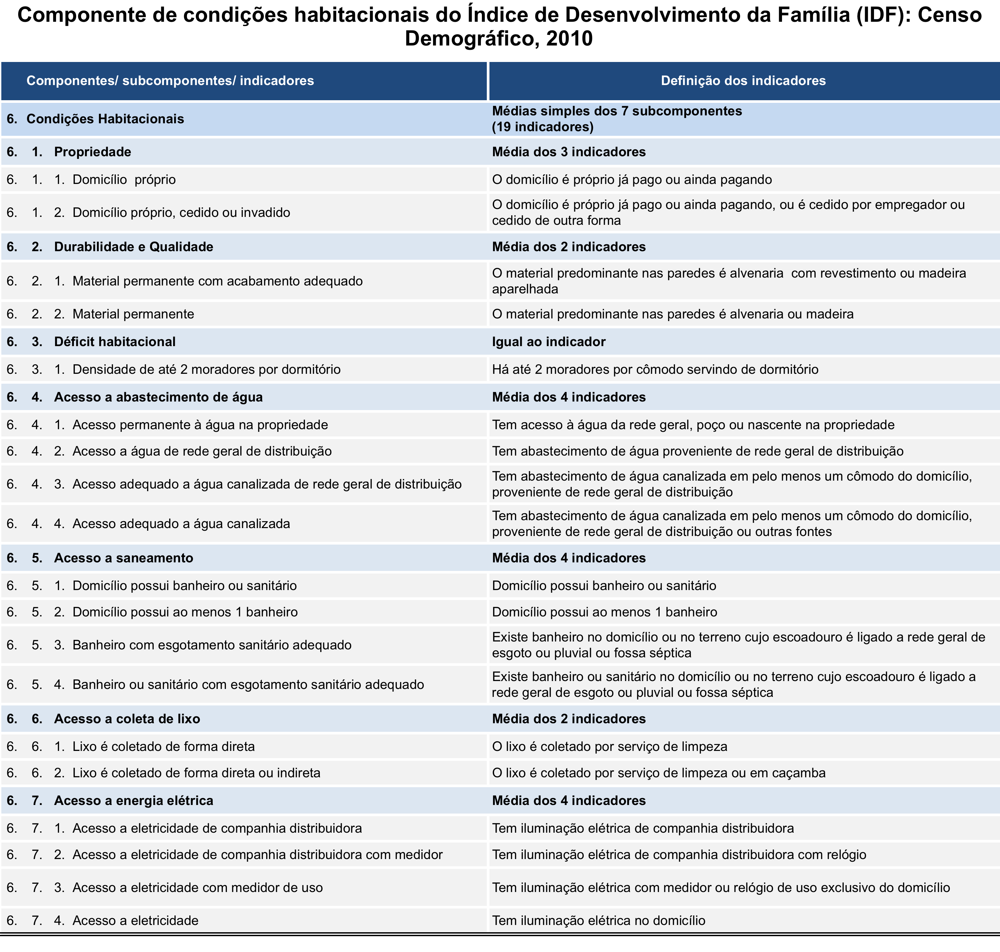 Componente de condições habitacionais do Índice de Desenvolvimento da Família (IDF): Censo
Demográfico, 2010
Componentes/ subcomponentes/ indicadores Definição dos indicadores
6. Condições Habitacionais Médias simples dos 7 subcomponentes
(19 indicadores)
6. 1. Propriedade Média dos 3 indicadores
6. 1. 1. Domicílio próprio O domicílio é próprio já pago ou ainda pagando
6. 1. 2. Domicílio próprio, cedido ou invadido O domicílio é próprio já pago ou ainda pagando, ou é cedido por empregador ou
cedido de outra forma
6. 2. Durabilidade e Qualidade Média dos 2 indicadores
6. 2. 1. Material permanente com acabamento adequado O material predominante nas paredes é alvenaria com revestimento ou madeira
aparelhada
6. 2. 2. Material permanente O material predominante nas paredes é alvenaria ou madeira
6. 3. Déficit habitacional Igual ao indicador
6. 3. 1. Densidade de até 2 moradores por dormitório Há até 2 moradores por cômodo servindo de dormitório
6. 4. Acesso a abastecimento de água Média dos 4 indicadores
6. 4. 1. Acesso permanente à água na propriedade Tem acesso à água da rede geral, poço ou nascente na propriedade
6. 4. 2. Acesso a água de rede geral de distribuição Tem abastecimento de água proveniente de rede geral de distribuição
6. 4. 3. Acesso adequado a água canalizada de rede geral de distribuição Tem abastecimento de água canalizada em pelo menos um cômodo do domicílio,
proveniente de rede geral de distribuição
6. 4. 4. Acesso adequado a água canalizada Tem abastecimento de água canalizada em pelo menos um cômodo do domicílio,
proveniente de rede geral de distribuição ou outras fontes
6. 5. Acesso a saneamento Média dos 4 indicadores
6. 5. 1. Domicílio possui banheiro ou sanitário Domicílio possui banheiro ou sanitário
6. 5. 2. Domicílio possui ao menos 1 banheiro Domicílio possui ao menos 1 banheiro
6. 5. 3. Banheiro com esgotamento sanitário adequado Existe banheiro no domicílio ou no terreno cujo escoadouro é ligado a rede geral de
esgoto ou pluvial ou fossa séptica
6. 5. 4. Banheiro ou sanitário com esgotamento sanitário adequado Existe banheiro ou sanitário no domicílio ou no terreno cujo escoadouro é ligado a
rede geral de esgoto ou pluvial ou fossa séptica
6. 6. Acesso a coleta de lixo Média dos 2 indicadores
6. 6. 1. Lixo é coletado de forma direta O lixo é coletado por serviço de limpeza
6. 6. 2. Lixo é coletado de forma direta ou indireta O lixo é coletado por serviço de limpeza ou em caçamba
6. 7. Acesso a energia elétrica Média dos 4 indicadores
6. 7. 1. Acesso a eletricidade de companhia distribuidora Tem iluminação elétrica de companhia distribuidora
6. 7. 2. Acesso a eletricidade de companhia distribuidora com medidor Tem iluminação elétrica de companhia distribuidora com relógio
6. 7. 3. Acesso a eletricidade com medidor de uso Tem iluminação elétrica com medidor ou relógio de uso exclusivo do domicílio
6. 7. 4. Acesso a eletricidade Tem iluminação elétrica no domicílio